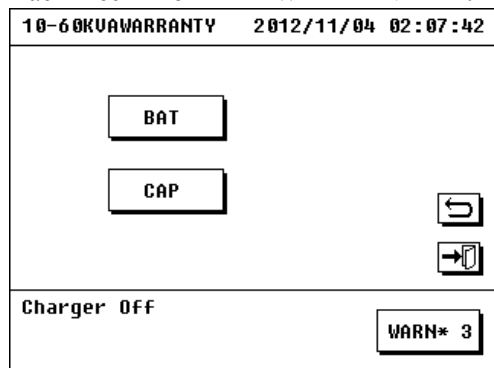 10-60KVAWARRANTY 2012/11/04 02:07:42
BAT
CAP
Charger Off
WARN* 3